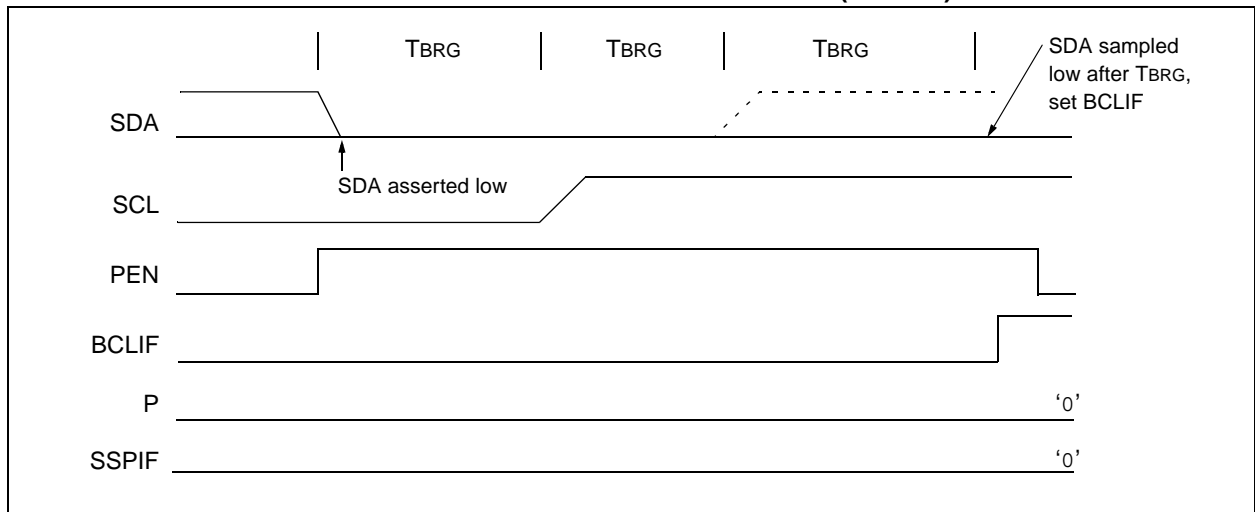 TBRG TBRG TBRG
SDA sampled
low after TBRG,
set BCLIF
SDA
SDA asserted low
SCL
PEN
BCLIF
P
‘0’
SSPIF
‘0’